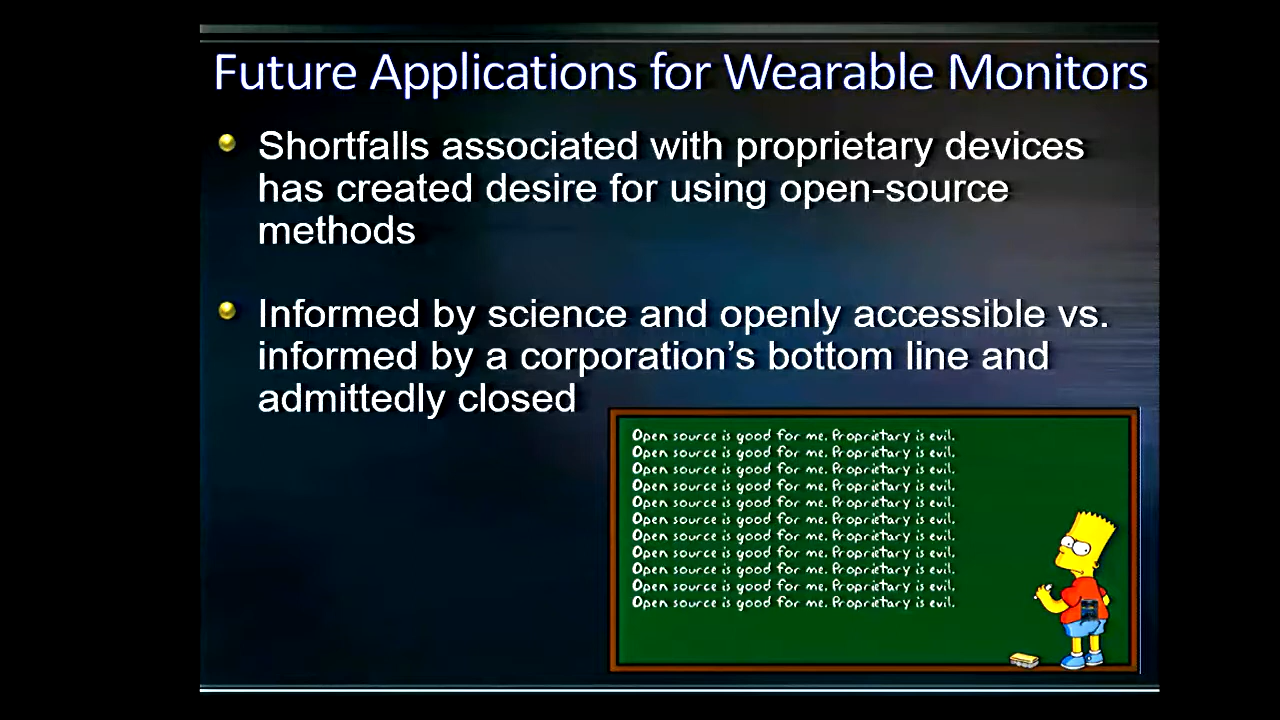 Future Applications for Wearable Monitors
Shortfalls associated with proprietary devices
has created desire for using open-source
methods
Informed by science and openly accessible vs.
informed by a corporation’s bottom line and
admittedly closed
Open source is good for me. Proprietary is evil.
Open source is good for me. Proprietary is evil.
Open source is good for me. Proprietary is evil.
Open source is good for me. Proprietary is evil.
Open source is good for me. Proprietary is evil.
Open source is good for me. Proprietary is evil.
Open source is good for me. Proprietary is evil.
Open source is good for me. Proprietary is evil.
Open source is good for me. Proprietary is evil.
Open source is good for me. Proprietary is evil.
Open source is good for me. Proprietary is evil.